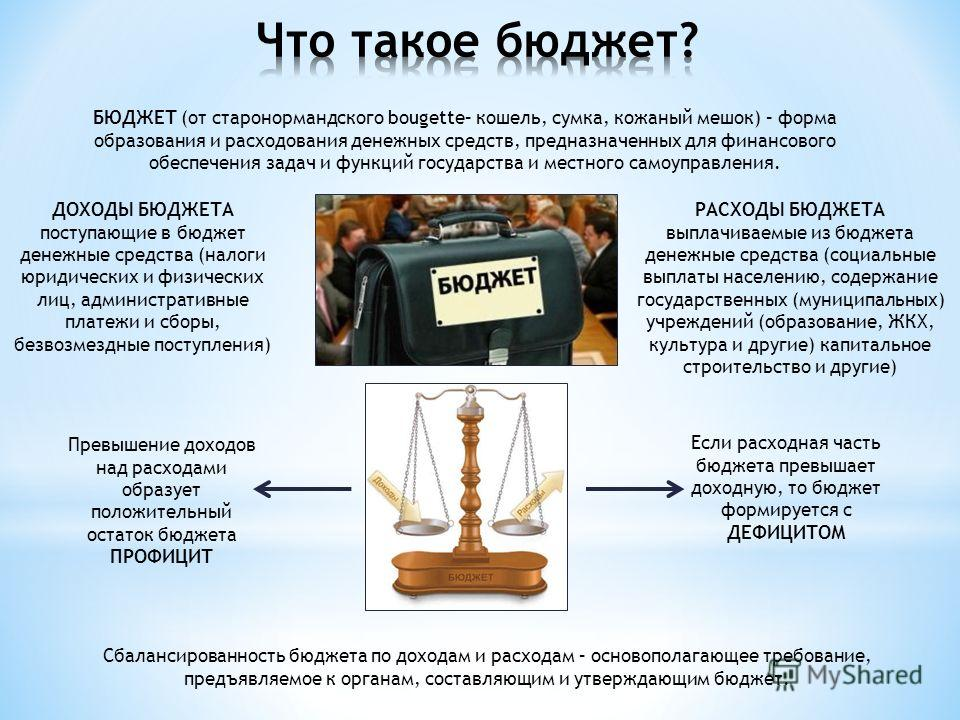 Что такое бюджет?
БЮДЖЕТ (от старонормандского bougette– кошель, сумка, кожаный мешок) – форма
образования и расходования денежных средств, предназначенных для финансового
обеспечения задач и функций государства и местного самоуправления.
ДОХОДЫ БЮДЖЕТА
поступающие в бюджет
денежные средства (налоги
юридических и физических
лиц, административные
платежи и сборы,
безвозмездные поступления)
БЮДЖЕТ
РАСХОДЫ БЮДЖЕТА
выплачиваемые из бюджета
денежные средства (социальные
выплаты населению, содержание
государственных (муниципальных)
учреждений (образование, ЖКХ,
культура и другие) капитальное
строительство и другие)
Превышение доходов
над расходами
образует
положительный
остаток бюджета
ПРОФИЦИТ
Доходы
Расходы
БЮДЖЕТ
Если расходная часть
бюджета превышает
доходную, то бюджет
формируется с
ДЕФИЦИТОМ
Сбалансированность бюджета по доходам и расходам – основополагающее требование,
предъявляемое к органам, составляющим и утверждающим бюджет.
MyShared